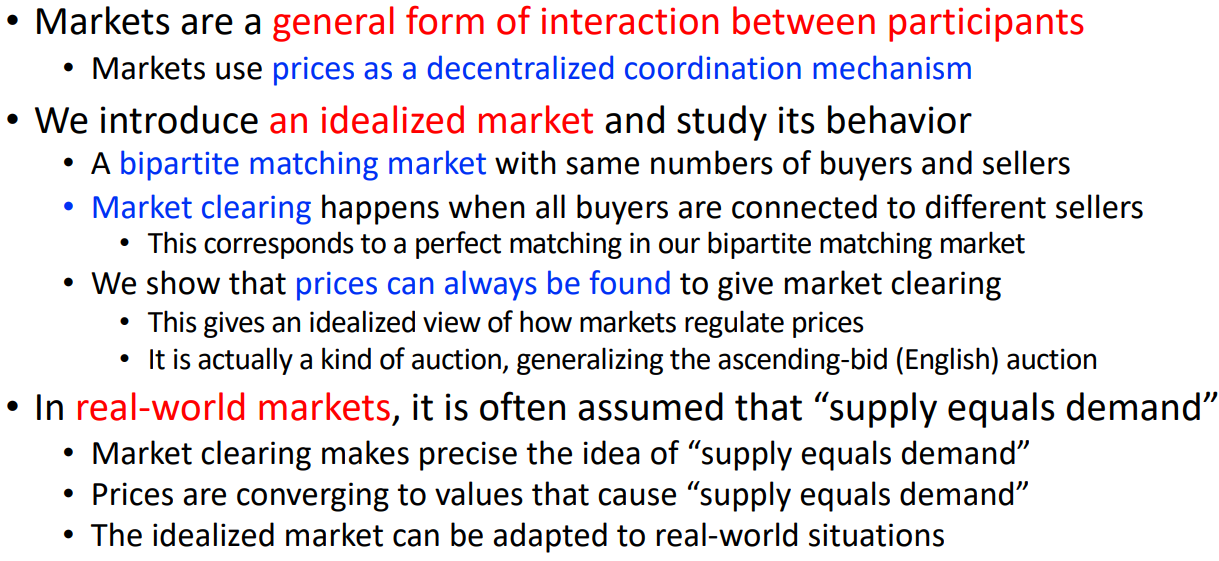 • Markets are a general form of interaction between participants
• Markets use prices as a decentralized coordination mechanism
• We introduce an idealized market and study its behavior
• A bipartite matching market with same numbers of buyers and sellers
• Market clearing happens when all buyers are connected to different sellers
• This corresponds to a perfect matching in our bipartite matching market
• We show that prices can always be found to give market clearing
• This gives an idealized view of how markets regulate prices
• It is actually a kind of auction, generalizing the ascending-bid (English) auction
• In real-world markets, it is often assumed that “supply equals demand”
• Market clearing makes precise the idea of “supply equals demand”
• Prices are converging to values that cause “supply equals demand”
• The idealized market can be adapted to real-world situations